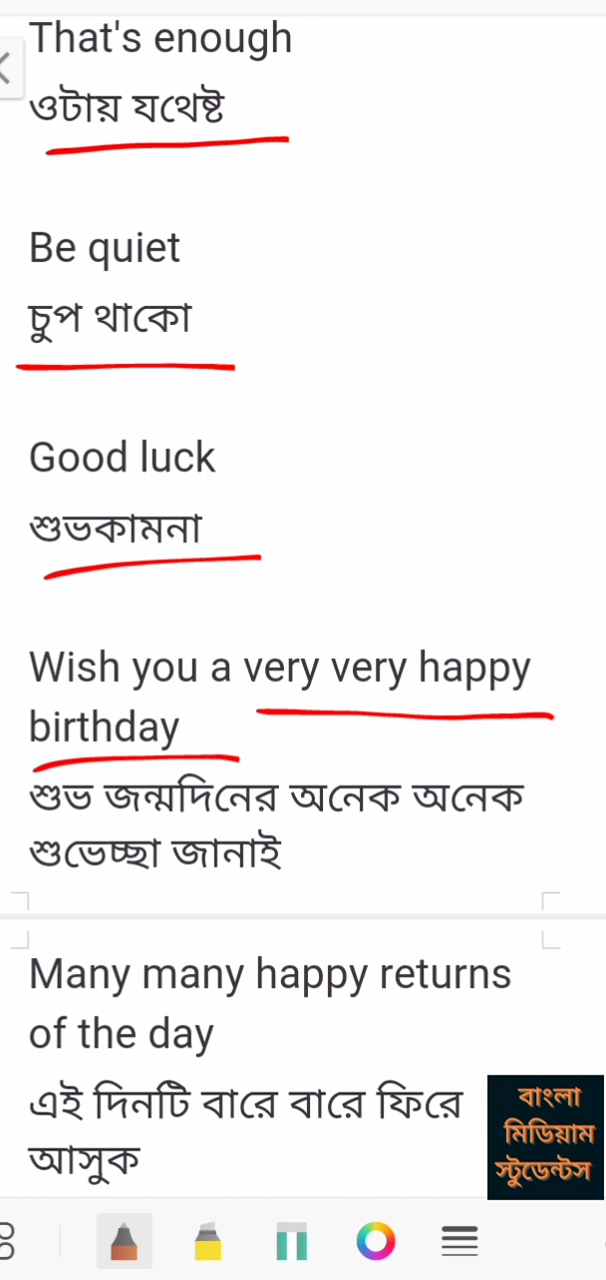 That's enough
ওটায় যথেষ্ট
Be quiet
চুপ থাকো
Good luck
শুভকামনা
Wish you a very very happy
birthday
শুভ জন্মদিনের অনেক অনেক
শুভেচ্ছা জানাই
Many many happy returns
of the day
এই দিনটি বারে বারে ফিরে
আসুক
বাংলা
মিডিয়াম
স্টুডেন্টস